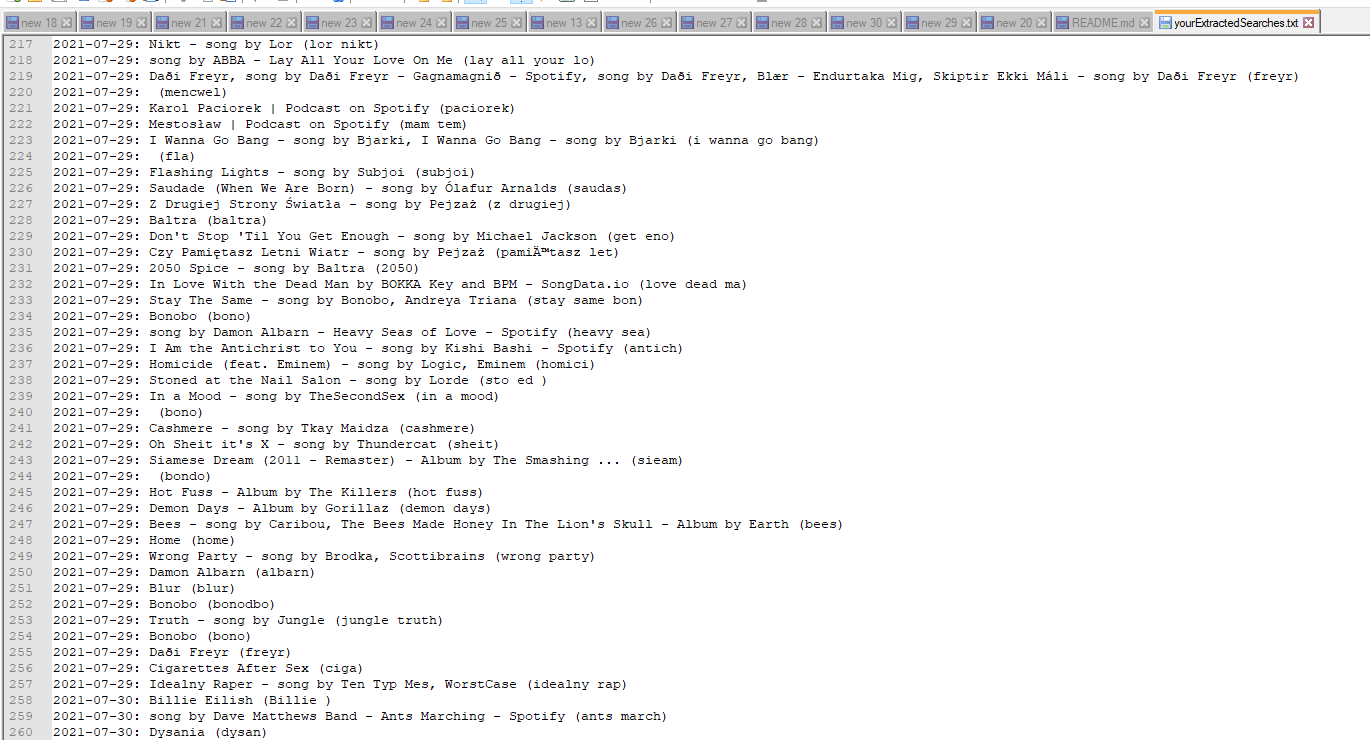 new 18 new 19 new 21 new 22 new 23 new 24 new 25 new 13 new 26 new 27 new 28 new 30 new 29 new 20 README.md yourExtractedSearches.txt
217 2021-07-29: Nikt - song by Lor (lor nikt)
218 2021-07-29: song by ABBA - Lay All Your Love On Me (lay all your lo)
219 2021-07-29: Daði Freyr, song by Daði Freyr - Gagnamagnið - Spotify, song by Daði Freyr, Blær - Endurtaka Mig, Skiptir Ekki Máli - song by Daði Freyr (freyr)
220 2021-07-29:  (mencwel)
221 2021-07-29: Karol Paciorek | Podcast on Spotify (paciorek)
222 2021-07-29: Mestosław | Podcast on Spotify (mam tem)
223 2021-07-29: I Wanna Go Bang - song by Bjarki, I Wanna Go Bang - song by Bjarki (i wanna go bang)
224 2021-07-29:  (fla)
225 2021-07-29: Flashing Lights - song by Subjoi (subjoi)
226 2021-07-29: Saudade (When We Are Born) - song by Ólafur Arnalds (saudas)
227 2021-07-29: Z Drugiej Strony Światła - song by Pejzaż (z drugiej)
228 2021-07-29: Baltra (baltra)
229 2021-07-29: Don't Stop 'Til You Get Enough - song by Michael Jackson (get eno)
230 2021-07-29: Czy Pamiętasz Letni Wiatr - song by Pejzaż (pamiÄ™tasz let)
231 2021-07-29: 2050 Spice - song by Baltra (2050)
232 2021-07-29: In Love With the Dead Man by BOKKA Key and BPM - SongData.io (love dead ma)
233 2021-07-29: Stay The Same - song by Bonobo, Andreya Triana (stay same bon)
234 2021-07-29: Bonobo (bono)
235 2021-07-29: song by Damon Albarn - Heavy Seas of Love - Spotify (heavy sea)
236 2021-07-29: I Am the Antichrist to You - song by Kishi Bashi - Spotify (antich)
237 2021-07-29: Homicide (feat. Eminem) - song by Logic, Eminem (homici)
238 2021-07-29: Stoned at the Nail Salon - song by Lorde (sto ed )
239 2021-07-29: In a Mood - song by TheSecondSex (in a mood)
240 2021-07-29:  (bono)
241 2021-07-29: Cashmere - song by Tkay Maidza (cashmere)
242 2021-07-29: Oh Sheit it's X - song by Thundercat (sheit)
243 2021-07-29: Siamese Dream (2011 - Remaster) - Album by The Smashing ... (sieam)
244 2021-07-29:  (bondo)
245 2021-07-29: Hot Fuss - Album by The Killers (hot fuss)
246 2021-07-29: Demon Days - Album by Gorillaz (demon days)
247 2021-07-29: Bees - song by Caribou, The Bees Made Honey In The Lion's Skull - Album by Earth (bees)
248 2021-07-29: Home (home)
249 2021-07-29: Wrong Party - song by Brodka, Scottibrains (wrong party)
250 2021-07-29: Damon Albarn (albarn)
251 2021-07-29: Blur (blur)
252 2021-07-29: Bonobo (bonodbo)
253 2021-07-29: Truth - song by Jungle (jungle truth)
254 2021-07-29: Bonobo (bono)
255 2021-07-29: Daði Freyr (freyr)
256 2021-07-29: Cigarettes After Sex (ciga)
257 2021-07-29: Idealny Raper - song by Ten Typ Mes, WorstCase (idealny rap)
258 2021-07-30: Billie Eilish (Billie )
259 2021-07-30: song by Dave Matthews Band - Ants Marching - Spotify (ants march)
260 2021-07-30: Dysania (dysan)